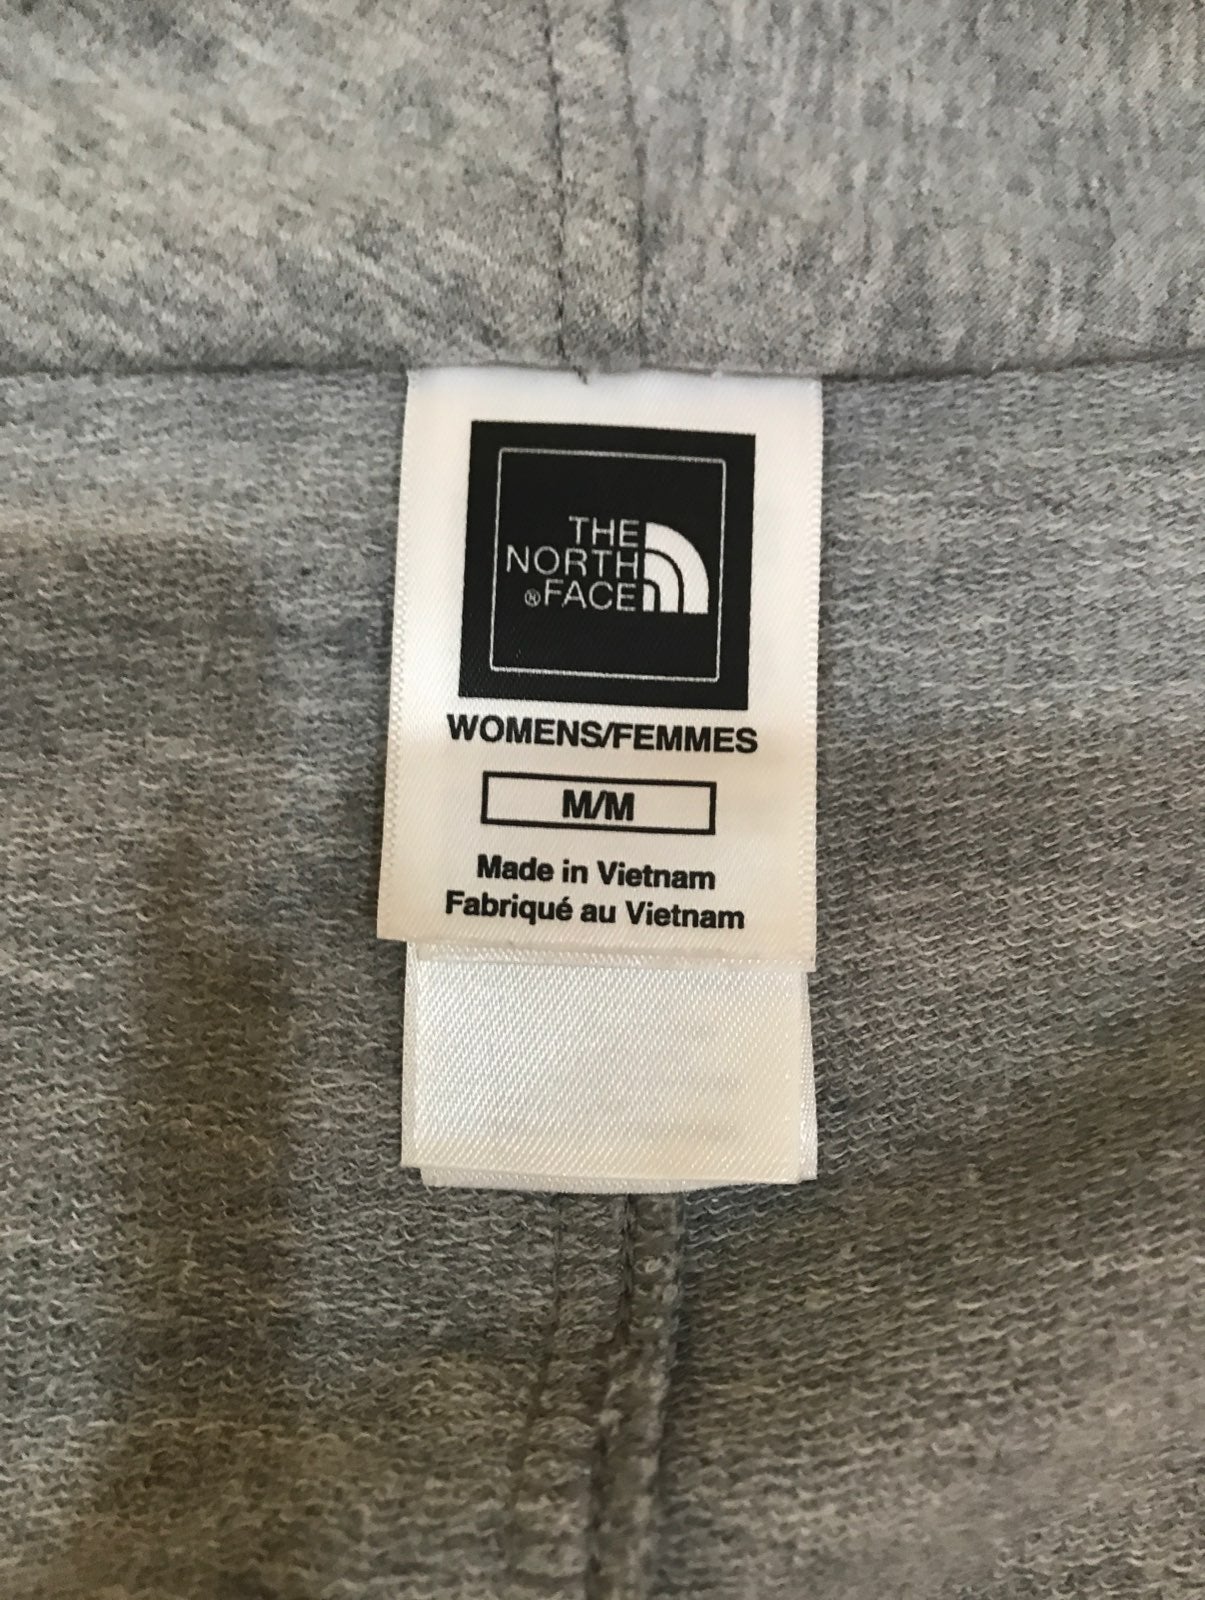 THE
NORTH
®FACE
WOMENS/FEMMES
M/M
Made in Vietnam
Fabriqué au Vietnam